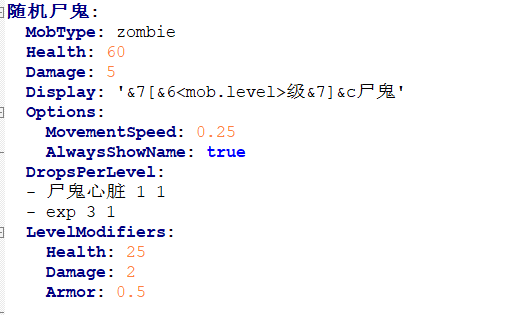 随机尸鬼:
  MobType: zombie
  Health: 60
  Damage: 5
  Display: '&7[&6<mob.level>级&7]&c尸鬼'
  Options:
    MovementSpeed: 0.25
    AlwaysShowName: true
  DropsPerLevel:
  - 尸鬼心脏 1 1
  - exp 3 1
  LevelModifiers:
    Health: 25
    Damage: 2
    Armor: 0.5